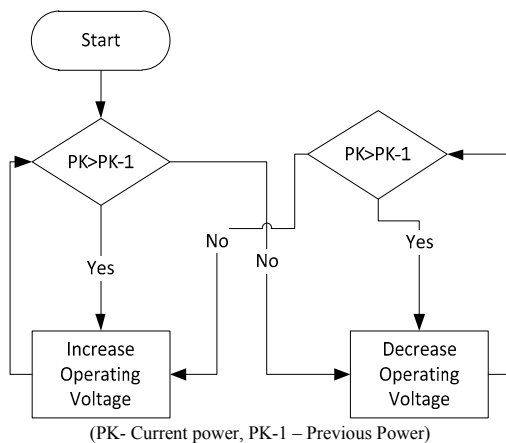 Start
PK>PK-1
PK>PK-1
No
No
Yes
Yes
Increase
Operating
Voltage
Decrease
Operating
Voltage
(PK- Current power, PK-1 – Previous Power)